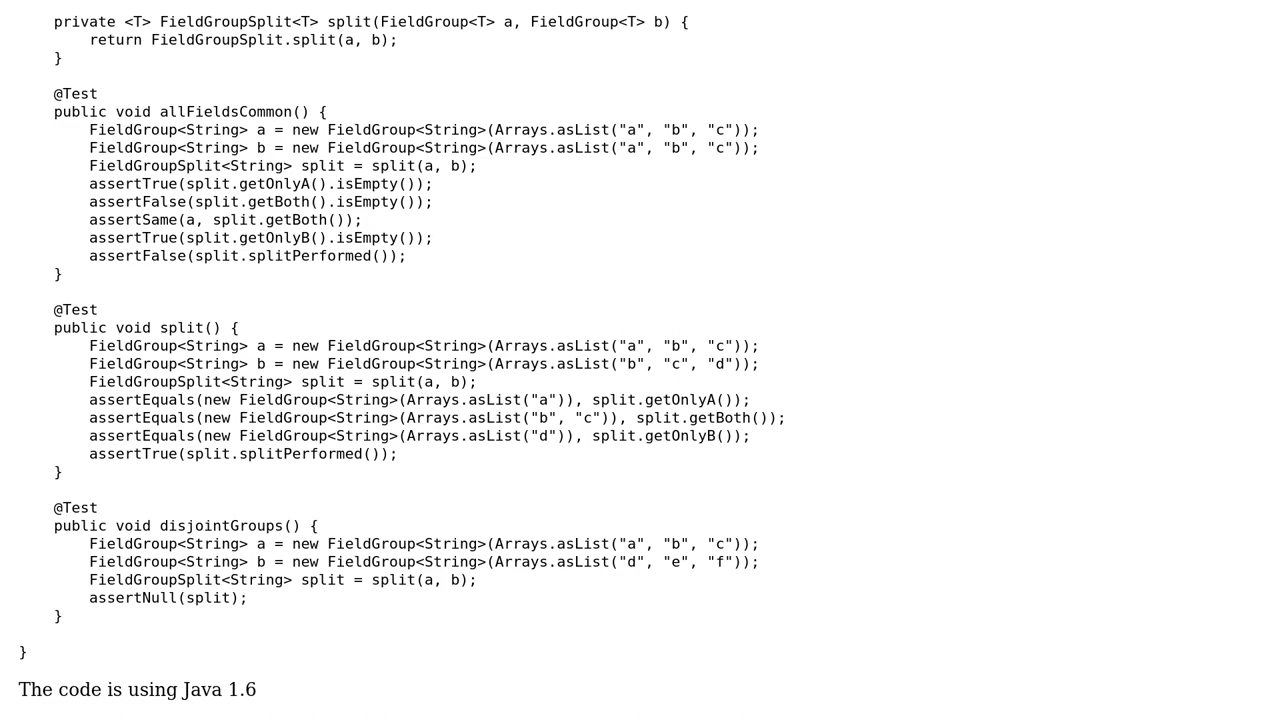 private <T> FieldGroupSplit<T> split(FieldGroup<T> a, FieldGroup<T> b) {
        return FieldGroupSplit.split(a, b);
    }

    @Test
    public void allFieldsCommon() {
        FieldGroup<String> a = new FieldGroup<String>(Arrays.asList("a", "b", "c"));
        FieldGroup<String> b = new FieldGroup<String>(Arrays.asList("a", "b", "c"));
        FieldGroupSplit<String> split = split(a, b);
        assertTrue(split.getOnlyA().isEmpty());
        assertFalse(split.getBoth().isEmpty());
        assertSame(a, split.getBoth());
        assertTrue(split.getOnlyB().isEmpty());
        assertFalse(split.splitPerformed());
    }

    @Test
    public void split() {
        FieldGroup<String> a = new FieldGroup<String>(Arrays.asList("a", "b", "c"));
        FieldGroup<String> b = new FieldGroup<String>(Arrays.asList("b", "c", "d"));
        FieldGroupSplit<String> split = split(a, b);
        assertEquals(new FieldGroup<String>(Arrays.asList("a")), split.getOnlyA());
        assertEquals(new FieldGroup<String>(Arrays.asList("b", "c")), split.getBoth());
        assertEquals(new FieldGroup<String>(Arrays.asList("d")), split.getOnlyB());
        assertTrue(split.splitPerformed());
    }

    @Test
    public void disjointGroups() {
        FieldGroup<String> a = new FieldGroup<String>(Arrays.asList("a", "b", "c"));
        FieldGroup<String> b = new FieldGroup<String>(Arrays.asList("d", "e", "f"));
        FieldGroupSplit<String> split = split(a, b);
        assertNull(split);
    }

}
The code is using Java 1.6